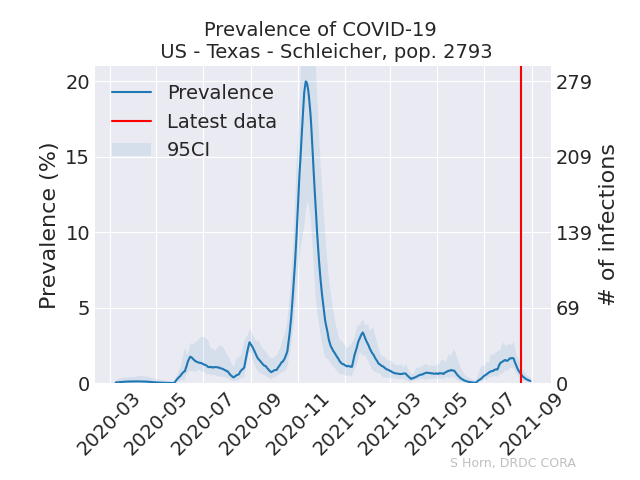 Prevalence of COVID-19
US - Texas - Schleicher, pop. 2793
Prevalence
Latest data
95CI
Prevalence (%)
20
15
10
5
0
279
209
139
69
0
# of infections
2020-03
2020-05
2020-07
2020-09
2020-11
2021-01
2021-03
2021-05
2021-07
2021-09
S Horn, DRDC CORA